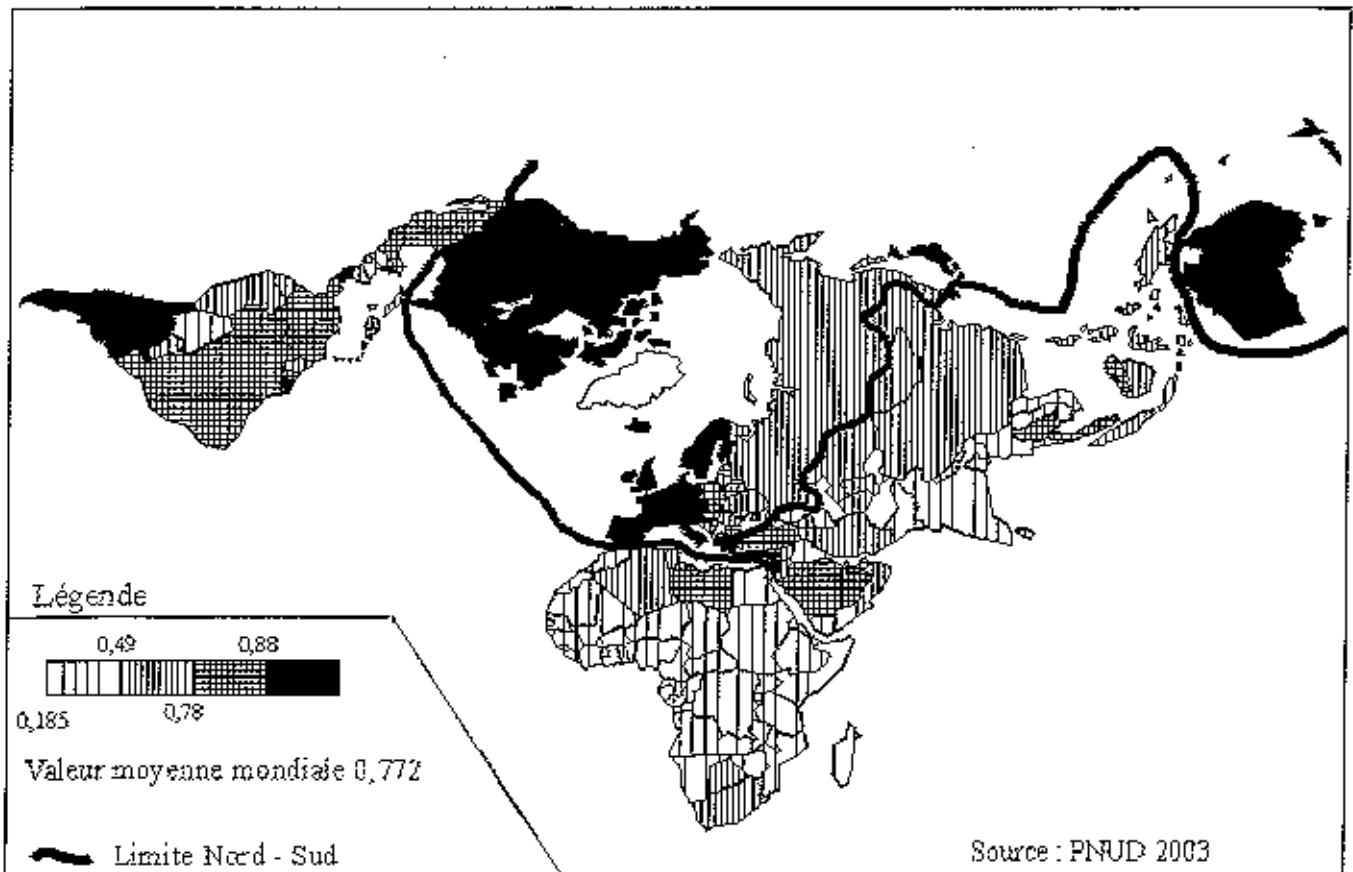 Légende
0,49 0,88
0,185 0,78
Valeur moyenne mondiale 0,772
Limite Nord - Sud
Source : PNUD 2003